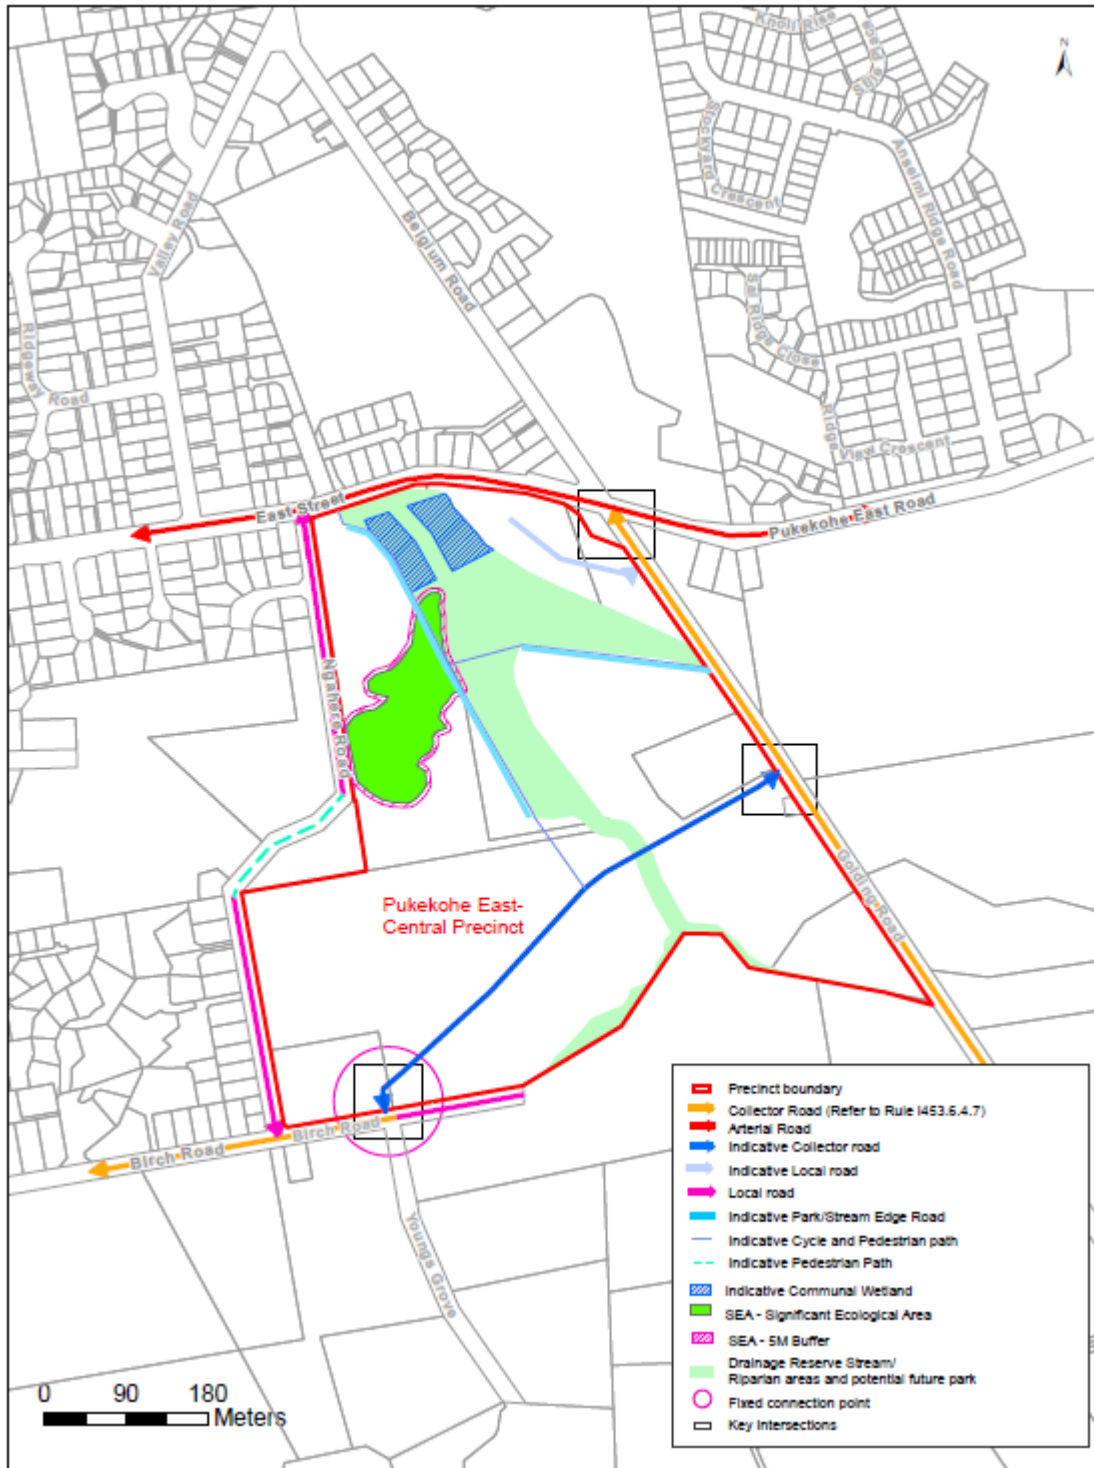 Knoll Rise
Stile Place
N
Stockyard
Crescent
Anselmi Ridge Road
Valley Road
Belgium Road
Sal Ridge Close
Ridgeway
Road
Ridge
View Crescent
East Street
Pukekohe East Road
Ngahere Road
Golding Road
Pukekohe East-
Central Precinct
Birch Road
Birch Road
Youngs Grove
Precinct boundary
Collector Road (Refer to Rule I453.6.4.7)
Arterial Road
Indicative Collector road
Indicative Local road
Local road
Indicative Park/Stream Edge Road
Indicative Cycle and Pedestrian path
Indicative Pedestrian Path
Indicative Communal Wetland
SEA - Significant Ecological Area
SEA - 5M Buffer
Drainage Reserve Stream/
Riparian areas and potential future park
Fixed connection point
Key Intersections
0 90 180
Meters